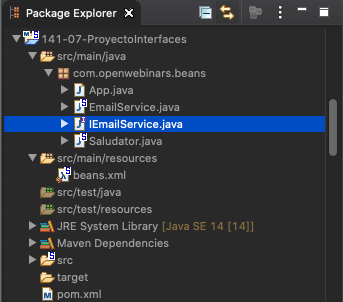 Package Explorer
141-07-ProyectoInterfaces
src/main/java
com.openwebinars.beans
App.java
EmailService.java
IEmailService.java
Saludator.java
src/main/resources
beans.xml
src/test/java
src/test/resources
JRE System Library [Java SE 14 [14]]
Maven Dependencies
src
target
pom.xml